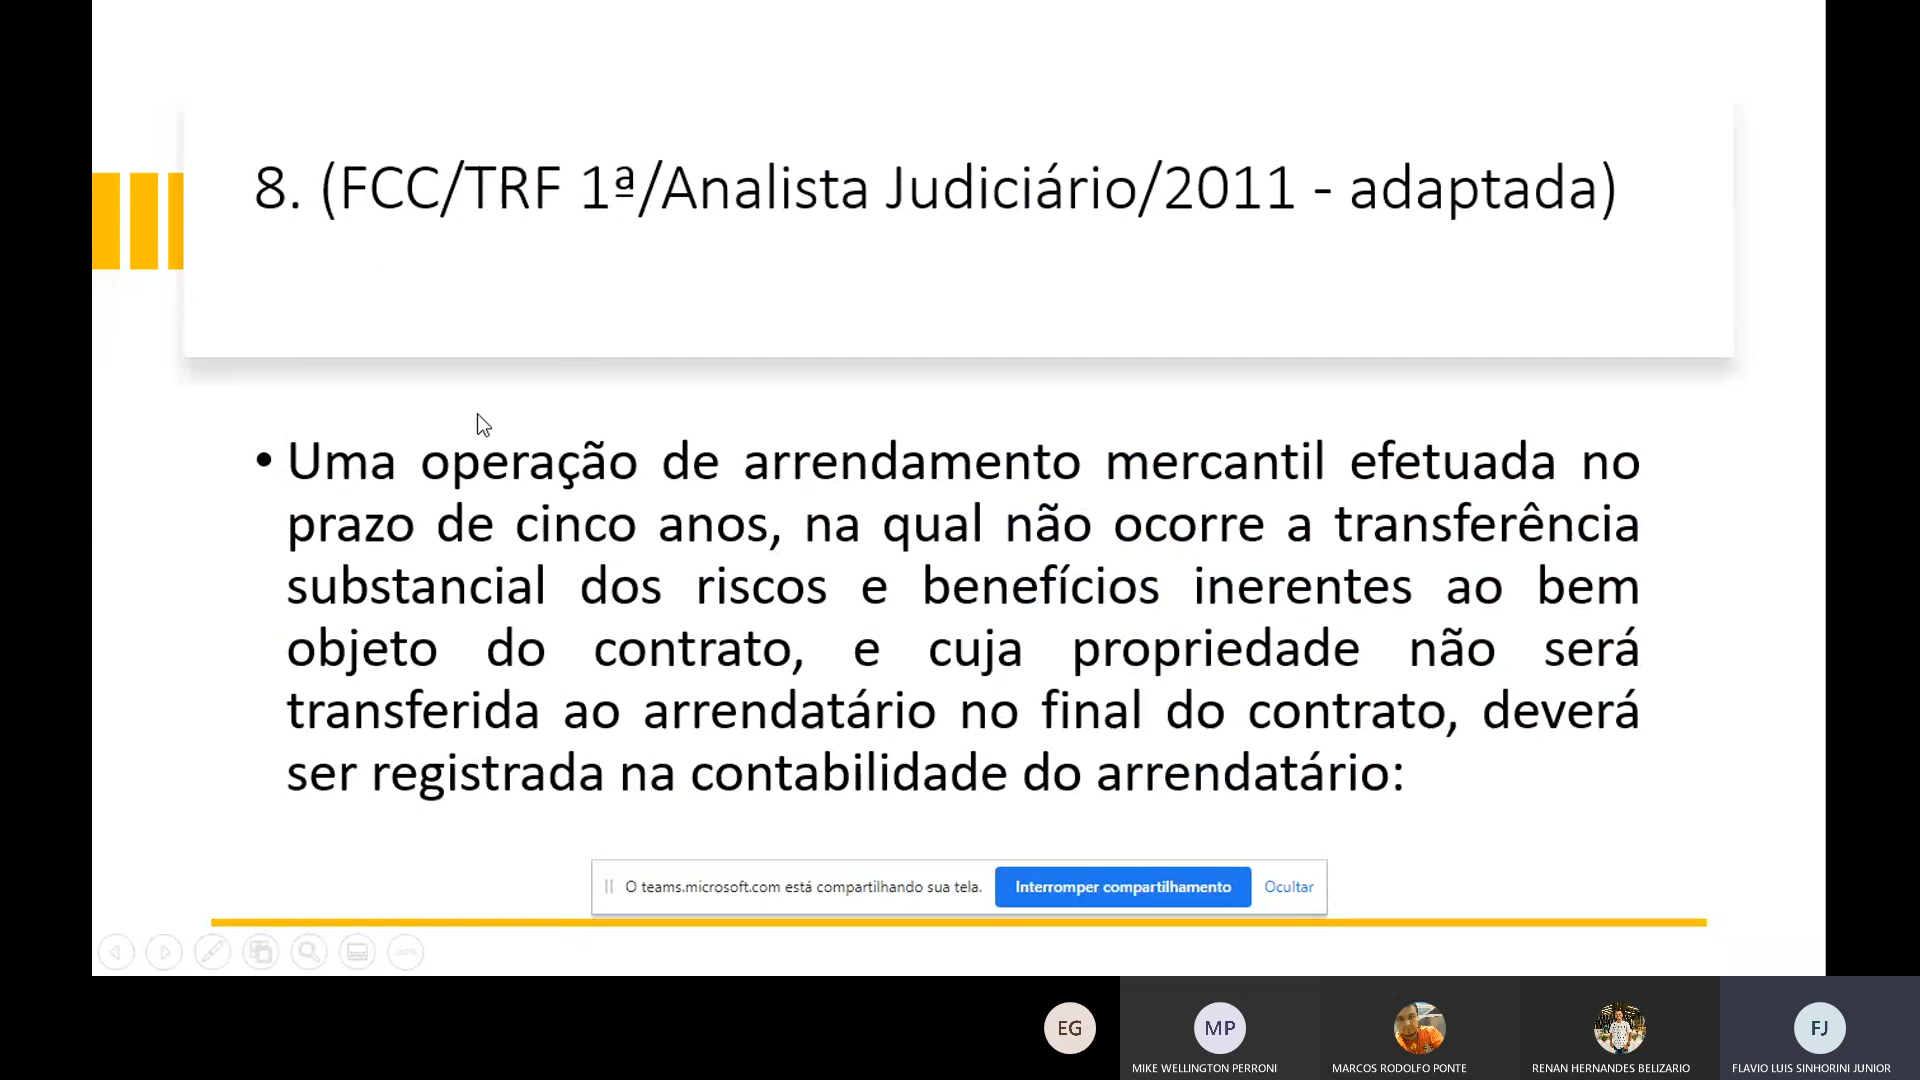 8. (FCC/TRF 1ª/Analista Judiciário/2011 - adaptada)
• Uma operação de arrendamento mercantil efetuada no
prazo de cinco anos, na qual não ocorre a transferência
substancial dos riscos e benefícios inerentes ao bem
objeto do contrato, e cuja propriedade não será
transferida ao arrendatário no final do contrato, deverá
ser registrada na contabilidade do arrendatário:
O teams.microsoft.com está compartilhando sua tela. Interromper compartilhamento Ocultar
EG MP FJ
MIKE WELLINGTON PERRONI MARCOS RODOLFO PONTE RENAN HERNANDES BELIZARIO FLAVIO LUIS SINHORINI JUNIOR